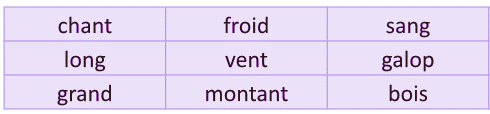 chant froid sang
long vent galop
grand montant bois